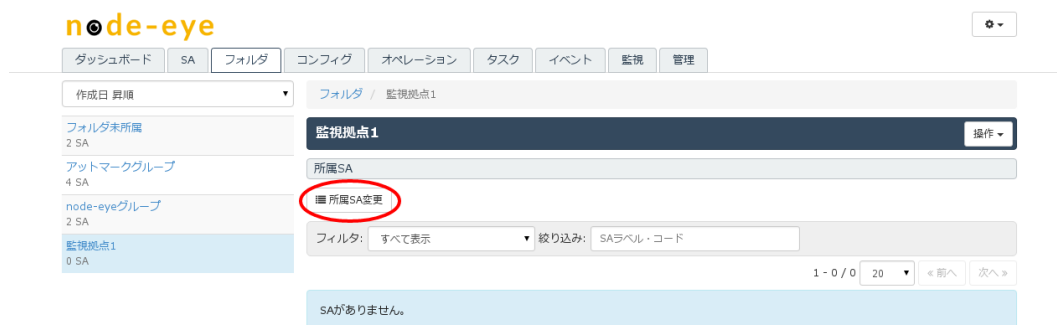 node-eye
ダッシュボード SA フォルダ コンフィグ オペレーション タスク イベント 監視 管理
作成日 昇順
フォルダ未所属
2 SA
アットマークグループ
4 SA
node-eyeグループ
2 SA
監視拠点1
0 SA
フォルダ / 監視拠点1
監視拠点1 操作
所属SA
所属SA変更
フィルタ: すべて表示 絞り込み: SAラベル・コード
1 - 0 / 0 20 «前へ 次へ»
SAがありません。